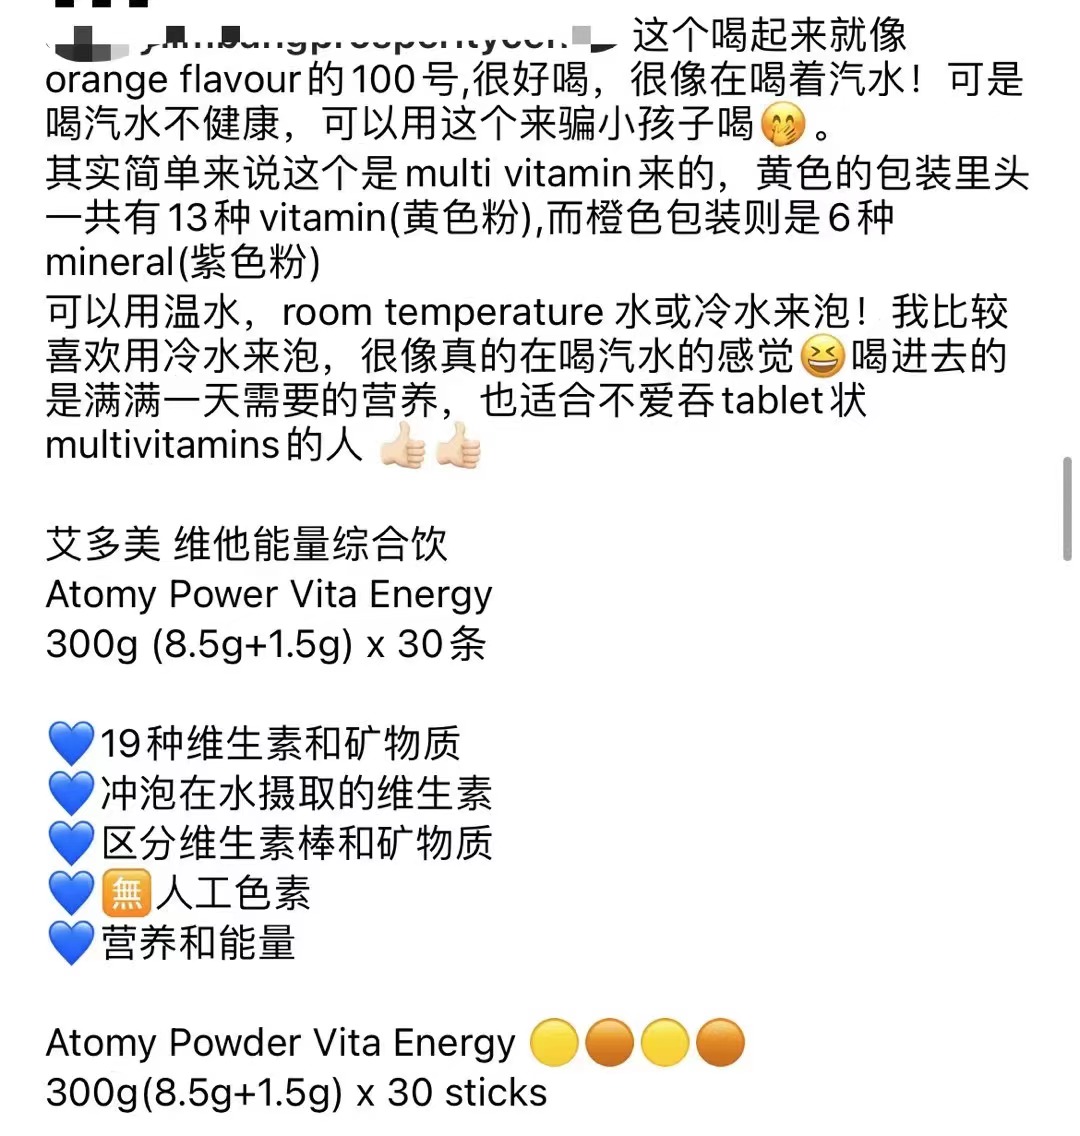 这个喝起来就像
orange flavour的100号,很好喝，很像在喝着汽水！可是
喝汽水不健康，可以用这个来骗小孩子喝🤭。
其实简单来说这个是multi vitamin来的，黄色的包装里头
一共有13种vitamin(黄色粉),而橙色包装则是6种
mineral(紫色粉)
可以用温水，room temperature 水或冷水来泡！我比较
喜欢用冷水来泡，很像真的在喝汽水的感觉😆喝进去的
是满满一天需要的营养，也适合不爱吞tablet状
multivitamins的人 👍🏻👍🏻
艾多美 维他能量综合饮
Atomy Power Vita Energy
300g (8.5g+1.5g) x 30条
💙19种维生素和矿物质
💙冲泡在水摄取的维生素
💙区分维生素棒和矿物质
💙🈚人工色素
💙营养和能量
Atomy Powder Vita Energy 🟡🟠🟡🟠
300g(8.5g+1.5g) x 30 sticks